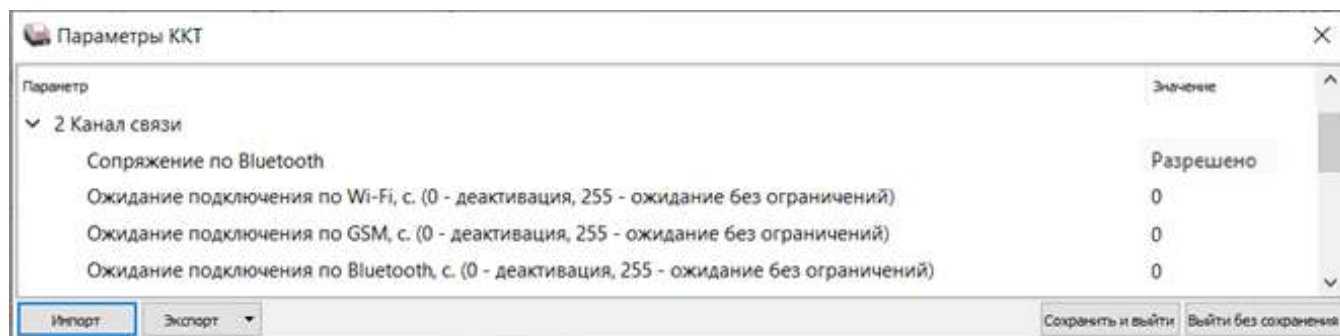 Параметры ККТ
Параметр Значение
2 Канал связи
Сопряжение по Bluetooth Разрешено
Ожидание подключения по Wi-Fi, с. (0 - деактивация, 255 - ожидание без ограничений) 0
Ожидание подключения по GSM, с. (0 - деактивация, 255 - ожидание без ограничений) 0
Ожидание подключения по Bluetooth, с. (0 - деактивация, 255 - ожидание без ограничений) 0
Импорт Экспорт Сохранить и выйти Выйти без сохранения